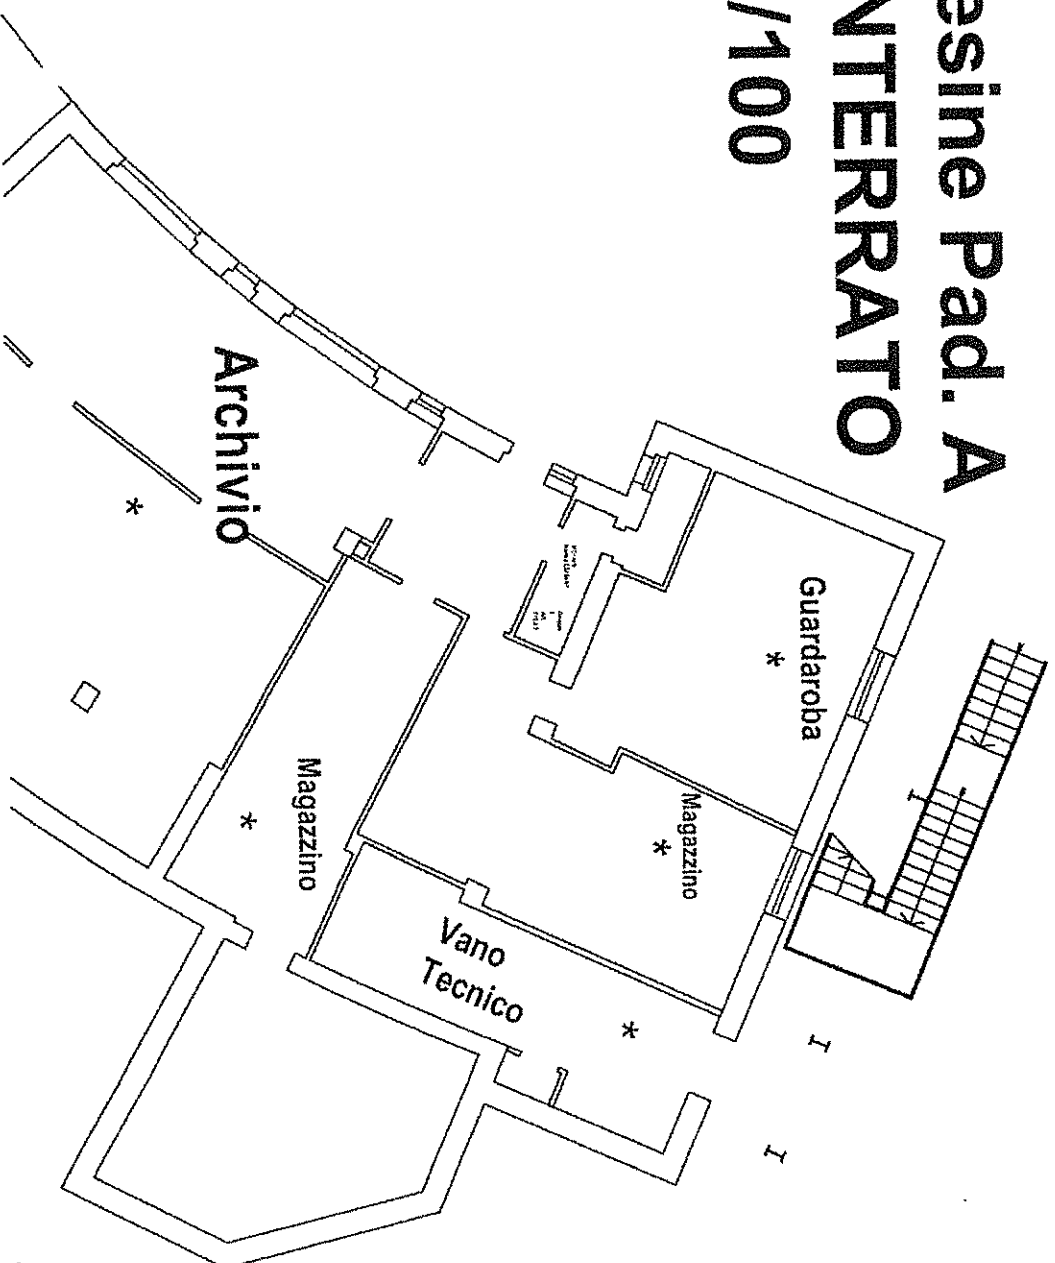 esine Pad. A
NTERRATO
/100
Guardaroba
*
Magazzino
*
Archivio
*
Magazzino
*
Vano
Tecnico
*